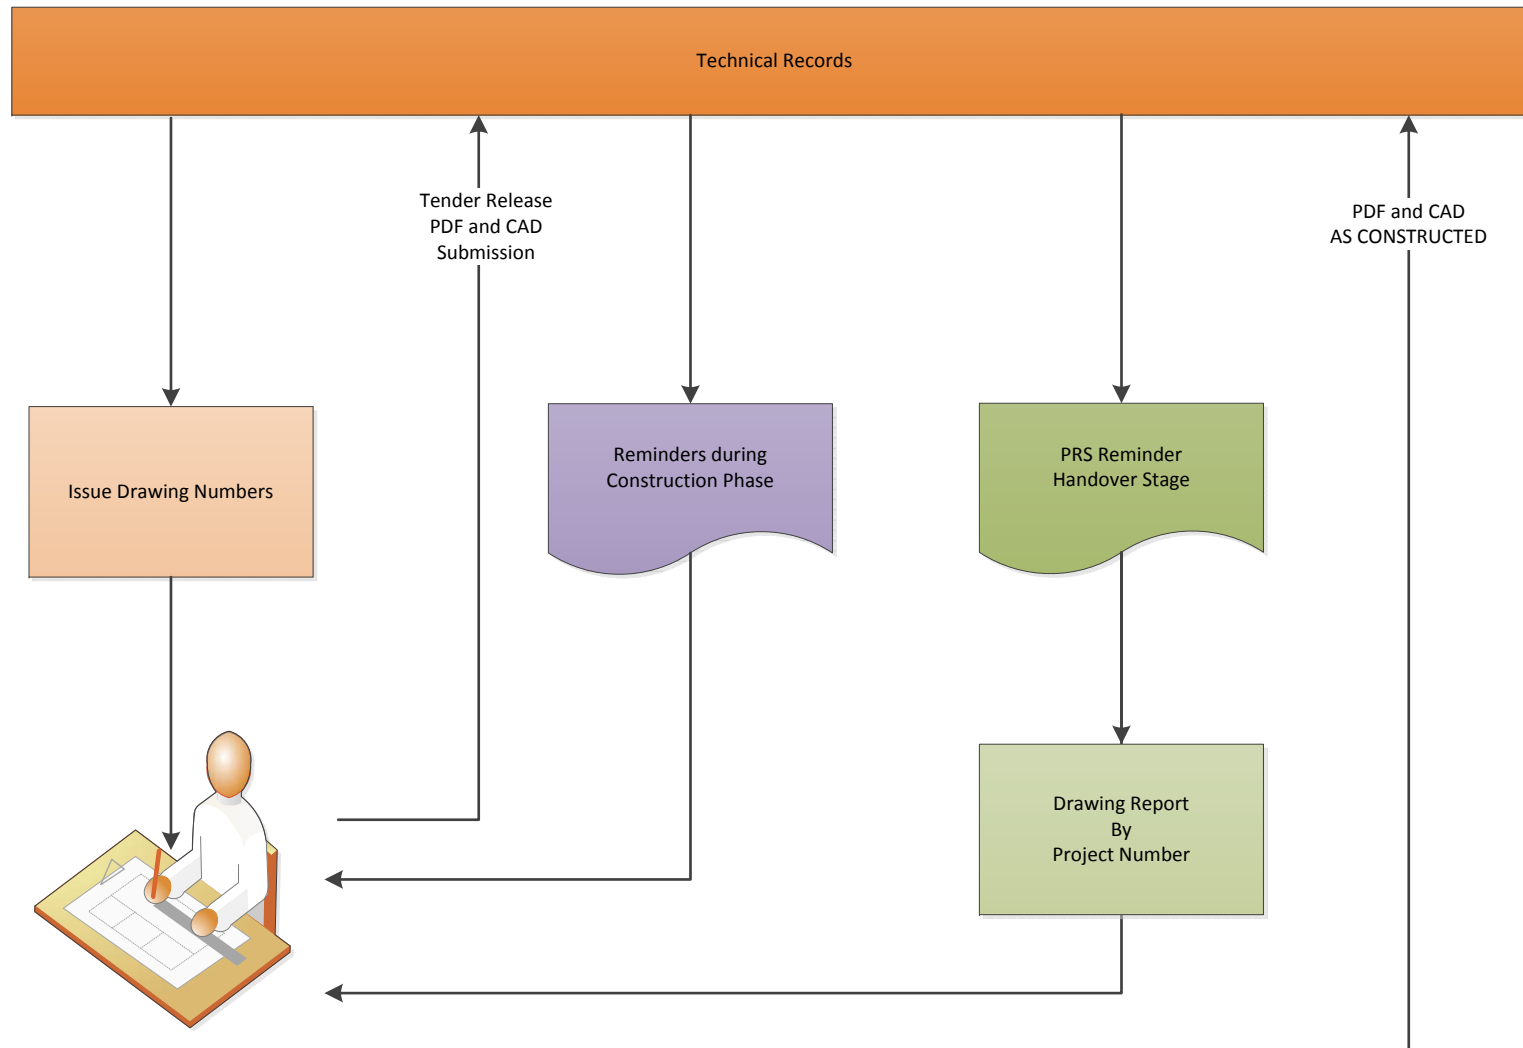 Technical Records
Tender Release
PDF and CAD
Submission
PDF and CAD
AS CONSTRUCTED
Issue Drawing Numbers
Reminders during
Construction Phase
PRS Reminder
Handover Stage
Drawing Report
By
Project Number